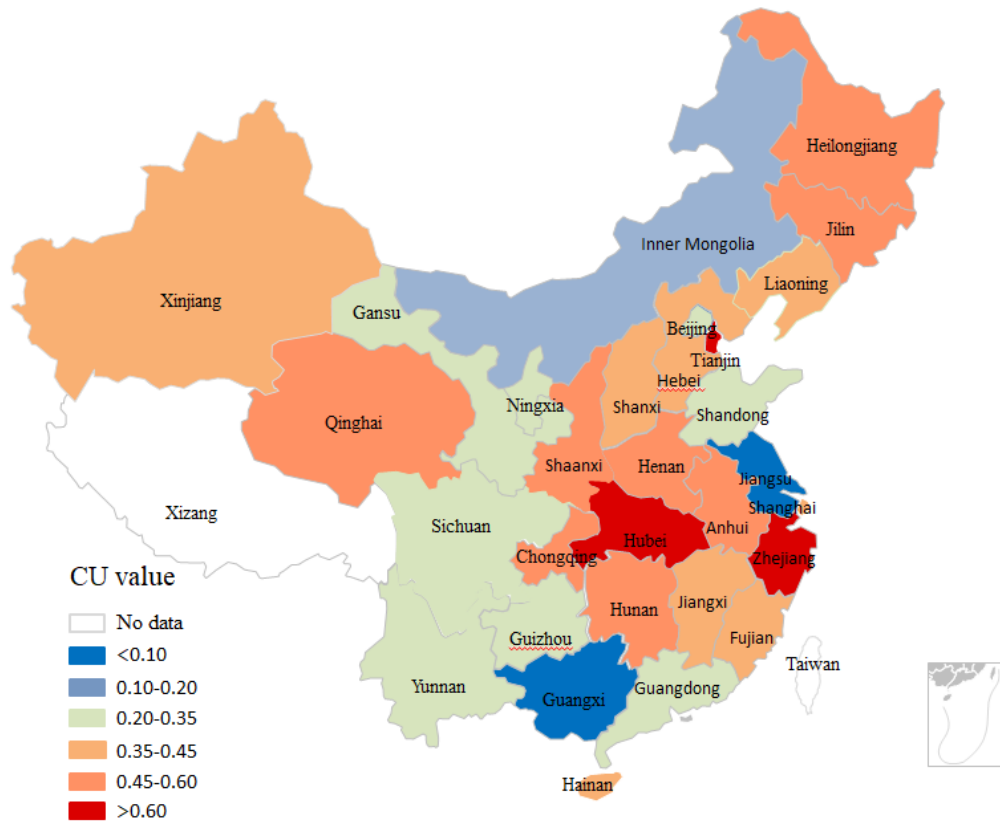 Heilongjiang
Jilin
Inner Mongolia
Liaoning
Xinjiang
Gansu
Beijing
Tianjin
Hebei
Ningxia
Shanxi
Shandong
Qinghai
Shaanxi
Henan
Jiangsu
Shanghai
Xizang
Sichuan
Anhui
Hubei
Chongqing
Zhejiang
Hunan
Jiangxi
Fujian
Guizhou
Taiwan
Yunnan
Guangxi
Guangdong
Hainan
CU value
No data
<0.10
0.10-0.20
0.20-0.35
0.35-0.45
0.45-0.60
>0.60